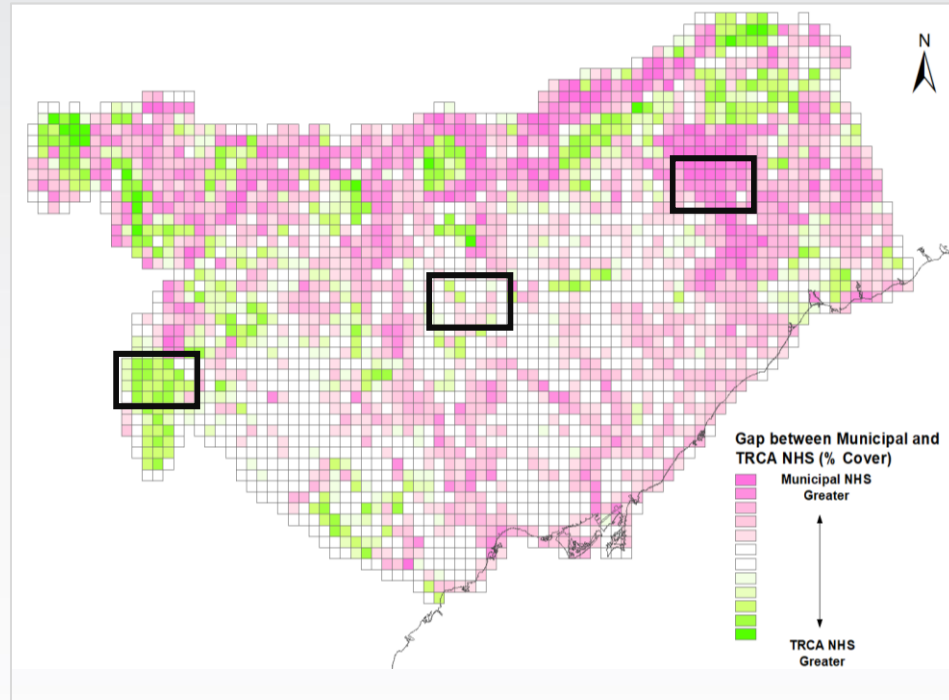 N
Gap between Municipal and
TRCA NHS (% Cover)
Municipal NHS
Greater
TRCA NHS
Greater